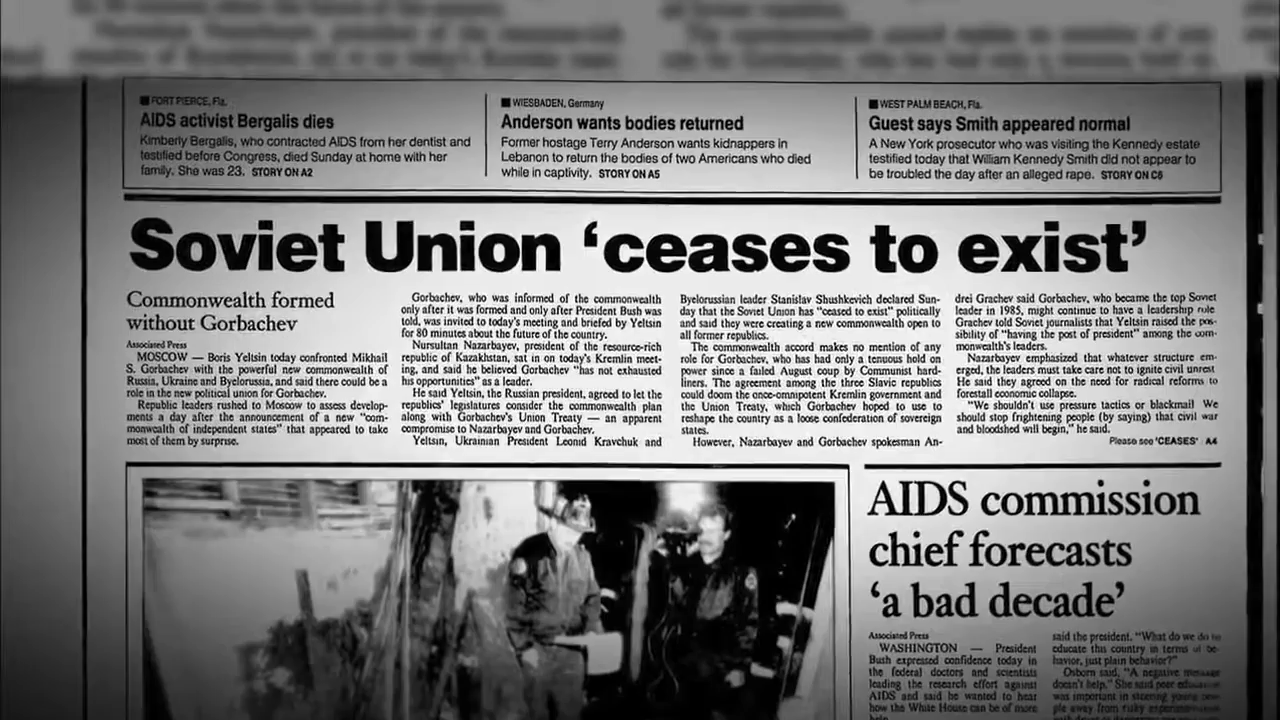 ■ FORT PIERCE, Fla.
AIDS activist Bergalis dies
Kimberly Bergalis, who contracted AIDS from her dentist and
testified before Congress, died Sunday at home with her
family. She was 23. STORY ON A2
■ WIESBADEN, Germany
Anderson wants bodies returned
Former hostage Terry Anderson wants kidnappers in
Lebanon to return the bodies of two Americans who died
while in captivity. STORY ON A5
■ WEST PALM BEACH, Fla.
Guest says Smith appeared normal
A New York prosecutor who was visiting the Kennedy estate
testified today that William Kennedy Smith did not appear to
be troubled the day after an alleged rape. STORY ON C6
Soviet Union ‘ceases to exist’
Commonwealth formed
without Gorbachev
Associated Press
MOSCOW — Boris Yeltsin today confronted Mikhail
S. Gorbachev with the powerful new commonwealth of
Russia, Ukraine and Byelorussia, and said there could be a
role in the new political union for Gorbachev.
Republic leaders rushed to Moscow to assess develop-
ments a day after the announcement of a new “com-
monwealth of independent states” that appeared to take
most of them by surprise.
Gorbachev, who was informed of the commonwealth
only after it was formed and only after President Bush was
told, was invited to today's meeting and briefed by Yeltsin
for 80 minutes about the future of the country.
Nursultan Nazarbayev, president of the resource-rich
republic of Kazakhstan, sat in on today's Kremlin meet-
ing, and said he believed Gorbachev “has not exhausted
his opportunities” as a leader.
He said Yeltsin, the Russian president, agreed to let the
republics' legislatures consider the commonwealth plan
along with Gorbachev's Union Treaty — an apparent
compromise to Nazarbayev and Gorbachev.
Yeltsin, Ukrainian President Leonid Kravchuk and
Byelorussian leader Stanislav Shushkevich declared Sun-
day that the Soviet Union has “ceased to exist” politically
and said they were creating a new commonwealth open to
all former republics.
The commonwealth accord makes no mention of any
role for Gorbachev, who has had only a tenuous hold on
power since a failed August coup by Communist hard-
liners. The agreement among the three Slavic republics
could doom the once-omnipotent Kremlin government and
the Union Treaty, which Gorbachev hoped to use to
reshape the country as a loose confederation of sovereign
states.
However, Nazarbayev and Gorbachev spokesman An-
drei Grachev said Gorbachev, who became the top Soviet
leader in 1985, might continue to have a leadership role
Grachev told Soviet journalists that Yeltsin raised the pos-
sibility of “having the post of president” among the com-
monwealth's leaders.
Nazarbayev emphasized that whatever structure em-
erged, the leaders must take care not to ignite civil unrest
He said they agreed on the need for radical reforms to
forestall economic collapse.
“We shouldn't use pressure tactics or blackmail We
should stop frightening people (by saying) that civil war
and bloodshed will begin,” he said.
Please see ‘CEASES’ A4
AIDS commission
chief forecasts
‘a bad decade’
Associated Press
WASHINGTON — President
Bush expressed confidence today in
the federal doctors and scientists
leading the research effort against
AIDS and said he wanted to hear
how the White House can be of more
said the president. “What do we do to
educate this country in terms of be-
havior, just plain behavior?”
Osborn said, “A negative message
doesn't help.” She said peer
was important in steering young
ple away from risky